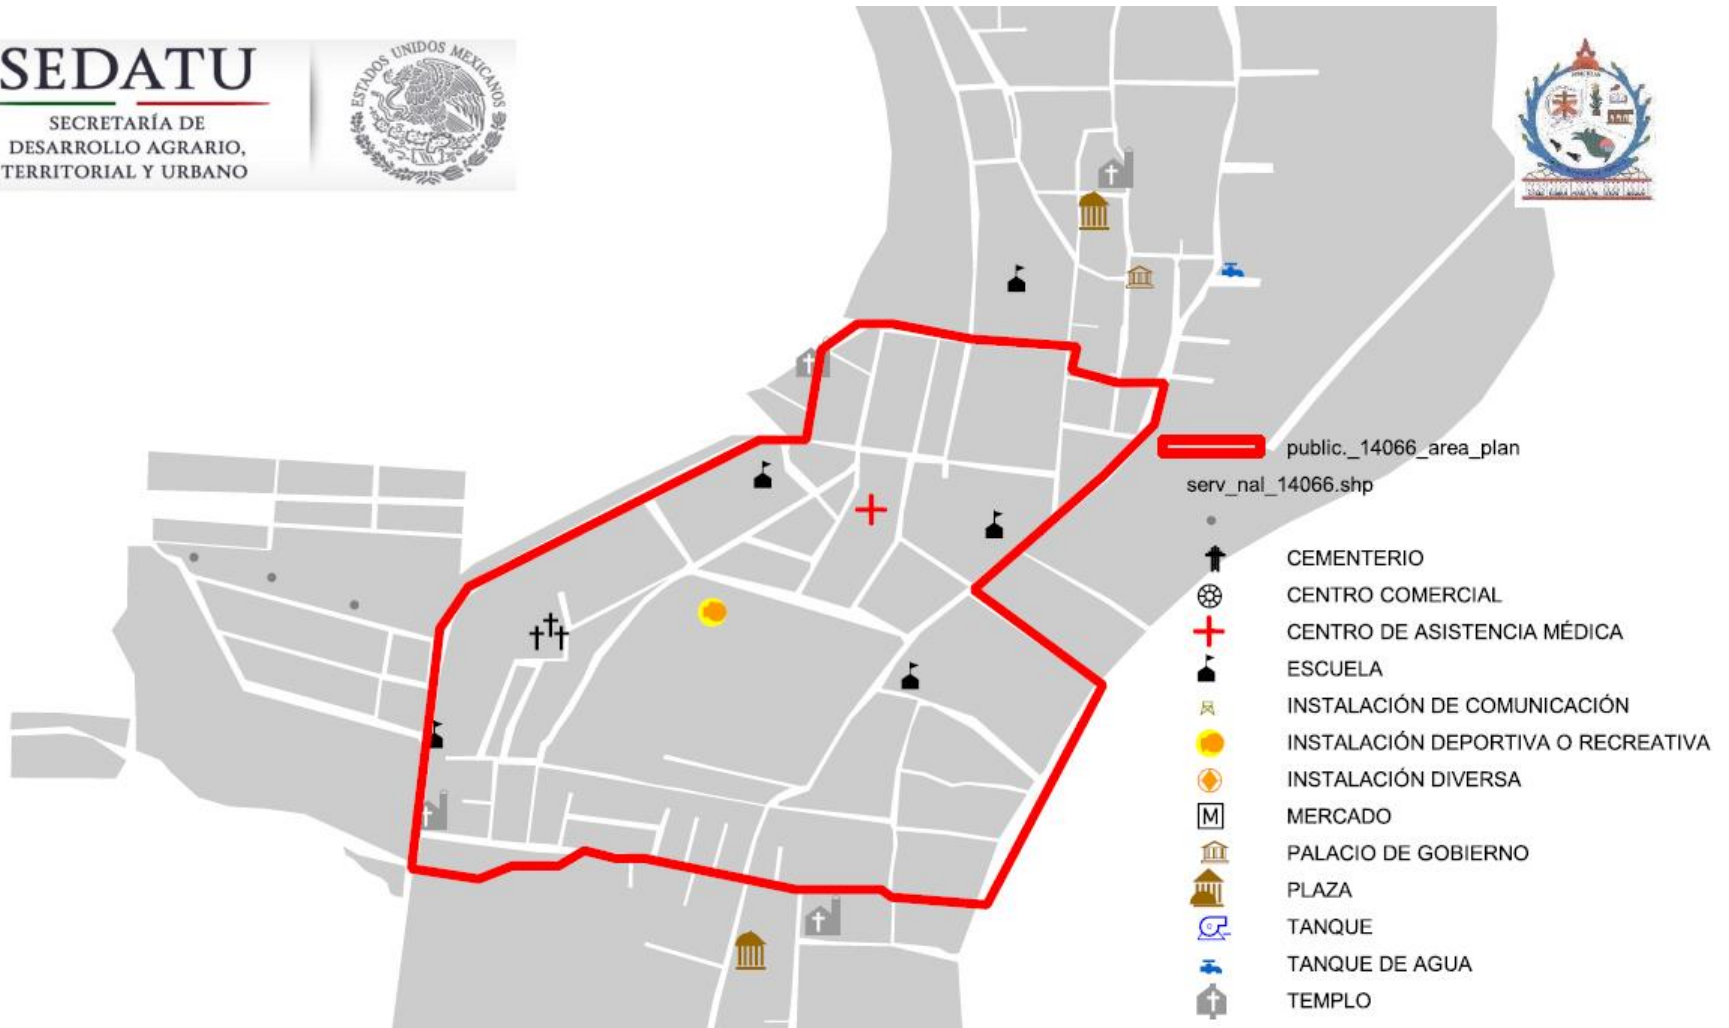 SEDATU
SECRETARÍA DE
DESARROLLO AGRARIO,
TERRITORIAL Y URBANO
ESTADOS UNIDOS MEXICANOS
public._14066_area_plan
serv_nal_14066.shp
CEMENTERIO
CENTRO COMERCIAL
CENTRO DE ASISTENCIA MÉDICA
ESCUELA
INSTALACIÓN DE COMUNICACIÓN
INSTALACIÓN DEPORTIVA O RECREATIVA
INSTALACIÓN DIVERSA
M MERCADO
PALACIO DE GOBIERNO
PLAZA
TANQUE
TANQUE DE AGUA
TEMPLO